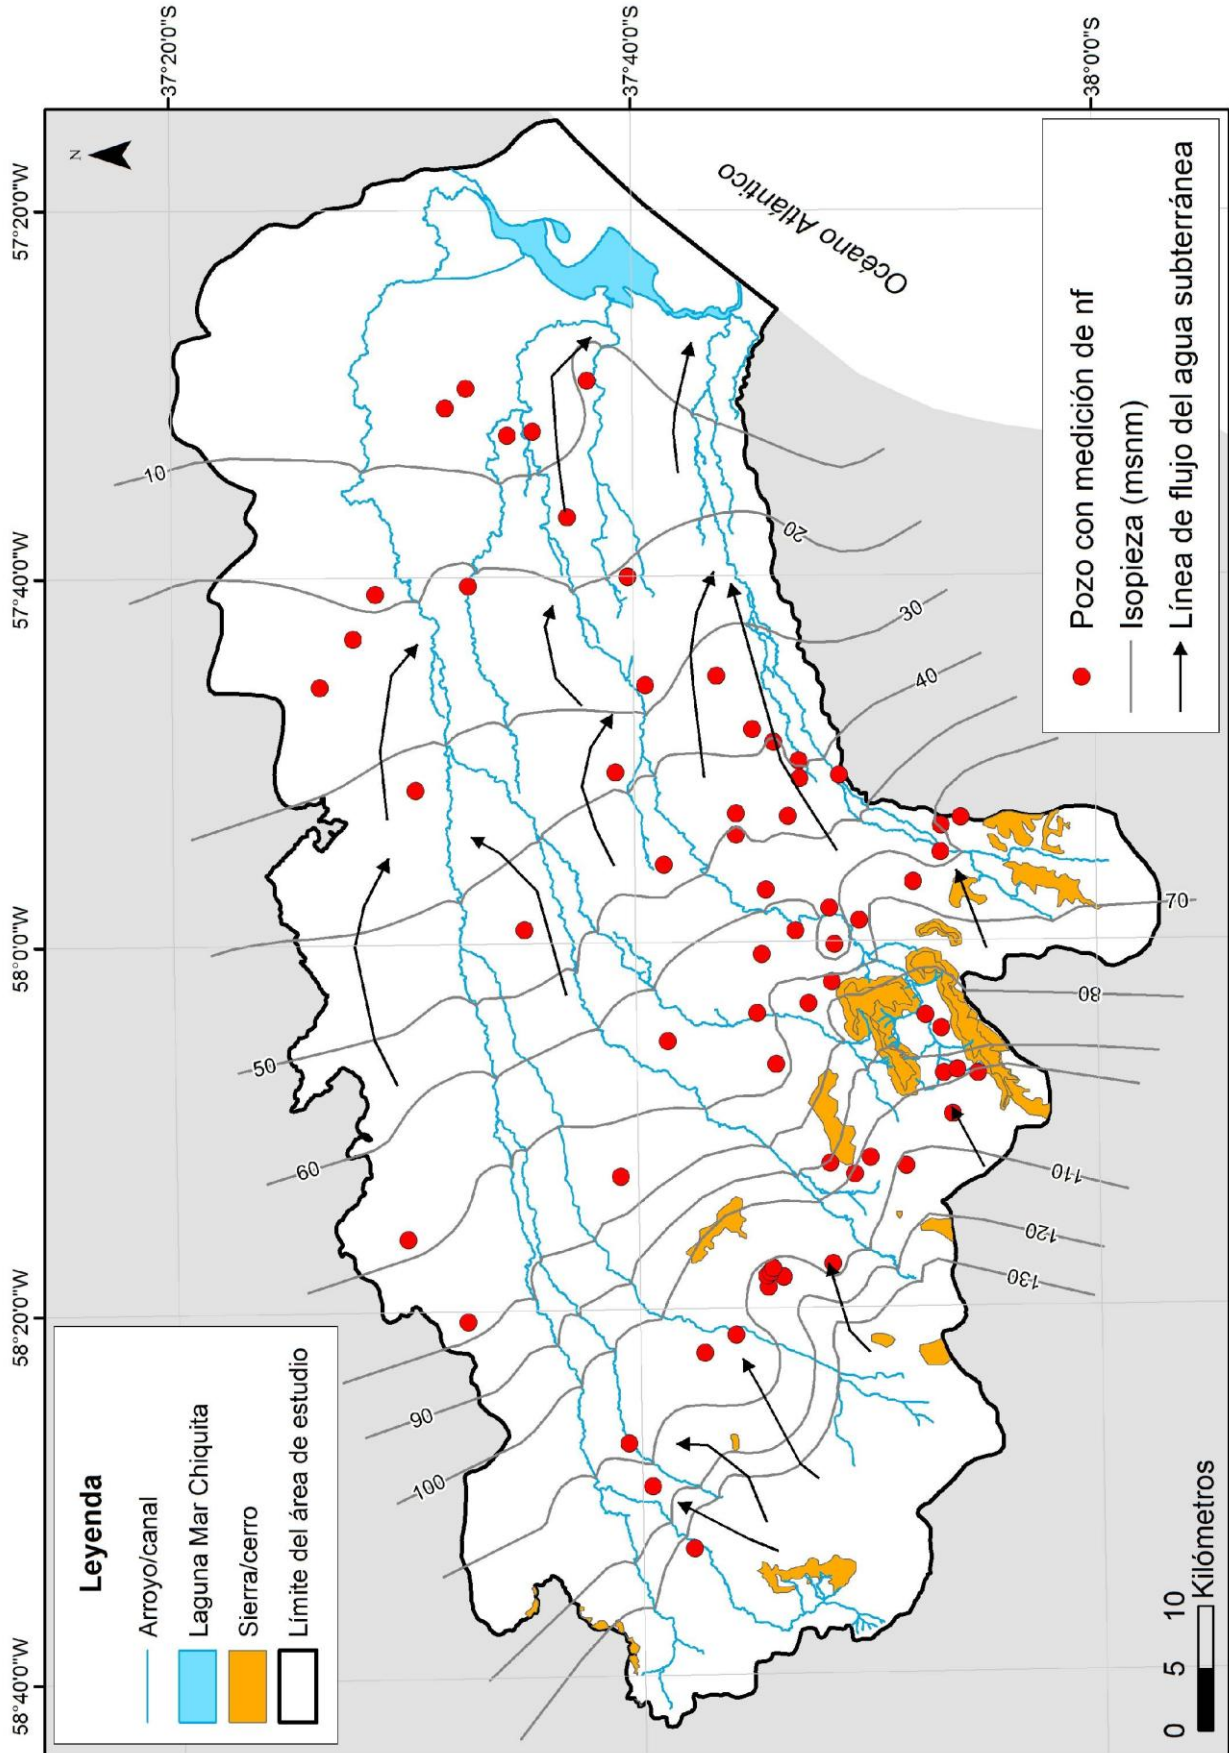 58°40'0"W
58°20'0"W
58°0'0"W
57°40'0"W
57°20'0"W
37°20'0"S
37°40'0"S
38°0'0"S
N
Leyenda
Arroyo/canal
Laguna Mar Chiquita
Sierra/cerro
Límite del área de estudio
10
20
30
40
50
60
70
80
90
100
110
120
130
Océano Atlántico
0 5 10
Kilómetros
Pozo con medición de nf
Isopieza (msnm)
Línea de flujo del agua subterránea